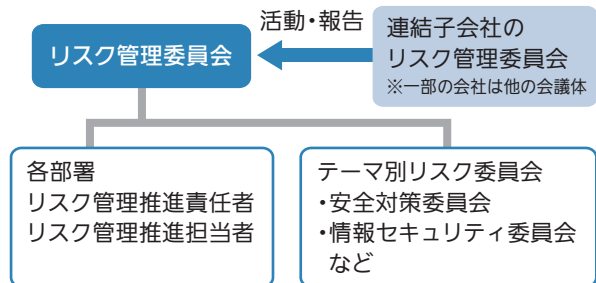 リスク管理委員会
活動・報告
連結子会社の
リスク管理委員会
※一部の会社は他の会議体
各部署
リスク管理推進責任者
リスク管理推進担当者
テーマ別リスク委員会
・安全対策委員会
・情報セキュリティ委員会
など